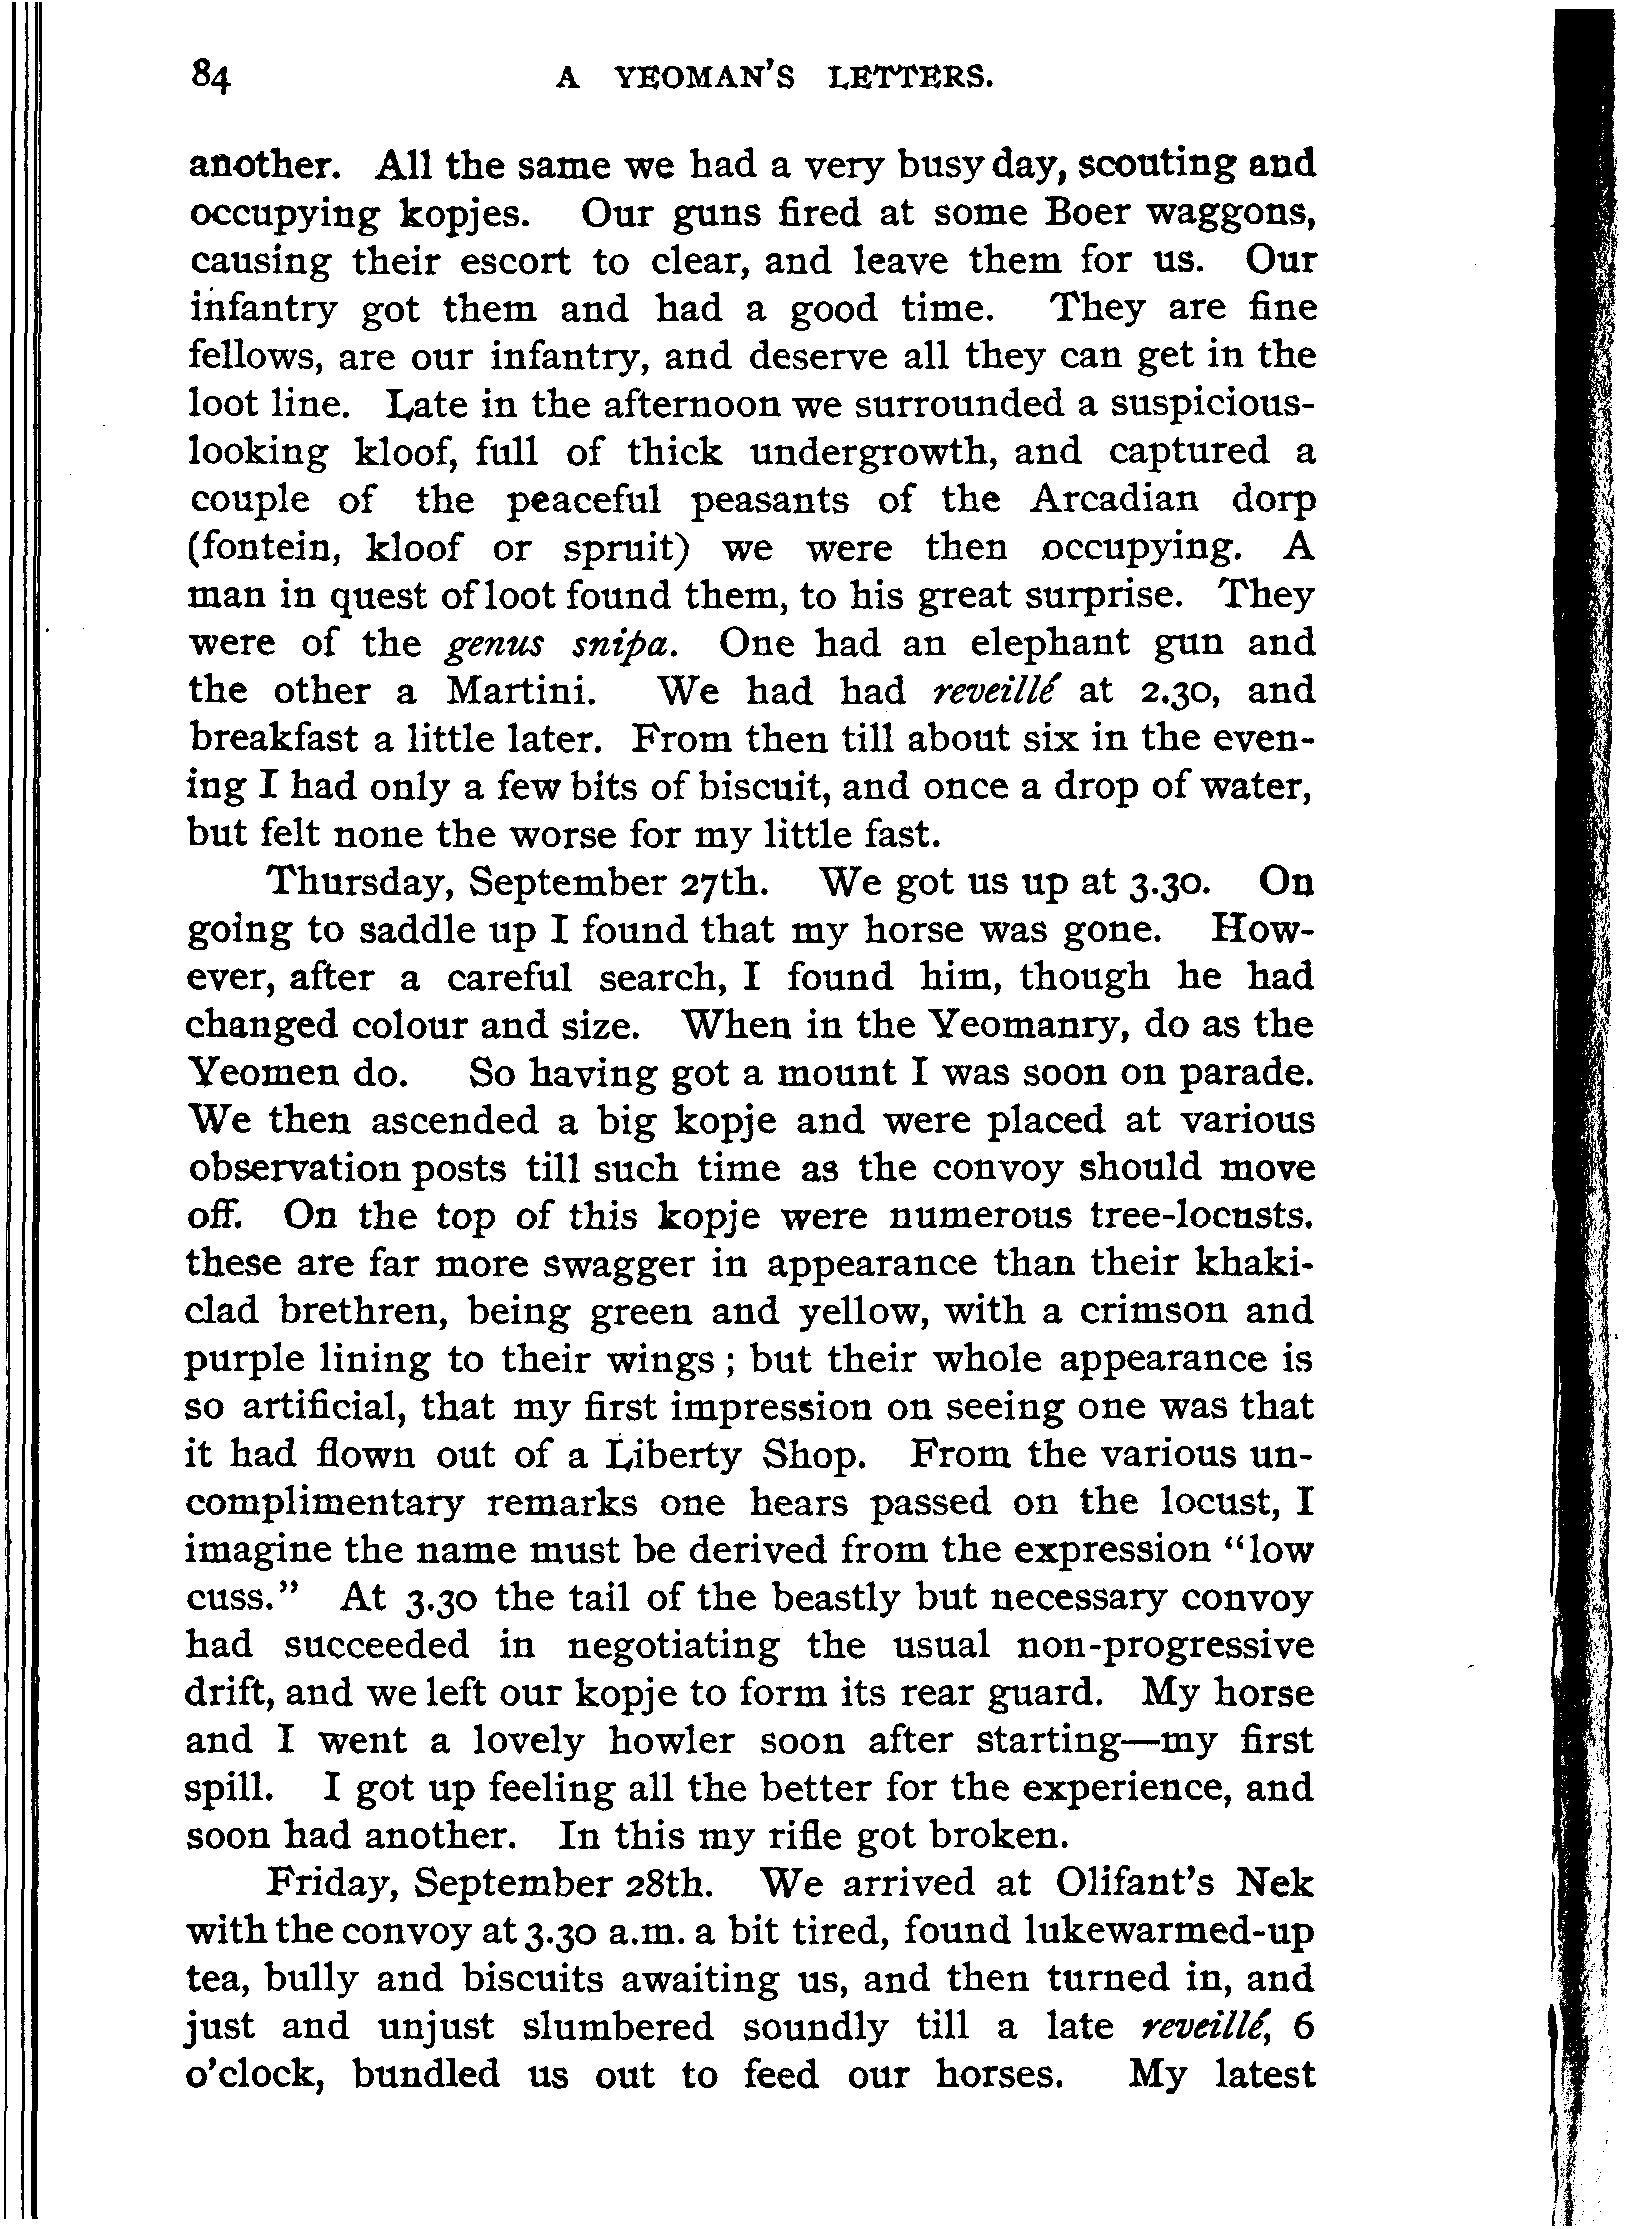 84 A YEOMAN'S LETTERS.
another. All the same we had a very busy day, scouting and
occupying kopjes. Our guns fired at some Boer waggons,
causing their escort to clear, and leave them for us. Our
infantry got them and had a good time. They are fine
fellows, are our infantry, and deserve all they can get in the
loot line. Late in the afternoon we surrounded a suspicious-
looking kloof, full of thick undergrowth, and captured a
couple of the peaceful peasants of the Arcadian dorp
(fontein, kloof or spruit) we were then occupying. A
man in quest of loot found them, to his great surprise. They
were of the genus snipa. One had an elephant gun and
the other a Martini. We had had reveillé at 2.30, and
breakfast a little later. From then till about six in the even-
ing I had only a few bits of biscuit, and once a drop of water,
but felt none the worse for my little fast.
Thursday, September 27th. We got us up at 3.30. On
going to saddle up I found that my horse was gone. How-
ever, after a careful search, I found him, though he had
changed colour and size. When in the Yeomanry, do as the
Yeomen do. So having got a mount I was soon on parade.
We then ascended a big kopje and were placed at various
observation posts till such time as the convoy should move
off. On the top of this kopje were numerous tree-locusts.
these are far more swagger in appearance than their khaki-
clad brethren, being green and yellow, with a crimson and
purple lining to their wings ; but their whole appearance is
so artificial, that my first impression on seeing one was that
it had flown out of a Liberty Shop. From the various un-
complimentary remarks one hears passed on the locust, I
imagine the name must be derived from the expression "low
cuss." At 3.30 the tail of the beastly but necessary convoy
had succeeded in negotiating the usual non-progressive
drift, and we left our kopje to form its rear guard. My horse
and I went a lovely howler soon after starting—my first
spill. I got up feeling all the better for the experience, and
soon had another. In this my rifle got broken.
Friday, September 28th. We arrived at Olifant's Nek
with the convoy at 3.30 a.m. a bit tired, found lukewarmed-up
tea, bully and biscuits awaiting us, and then turned in, and
just and unjust slumbered soundly till a late reveillé, 6
o'clock, bundled us out to feed our horses. My latest